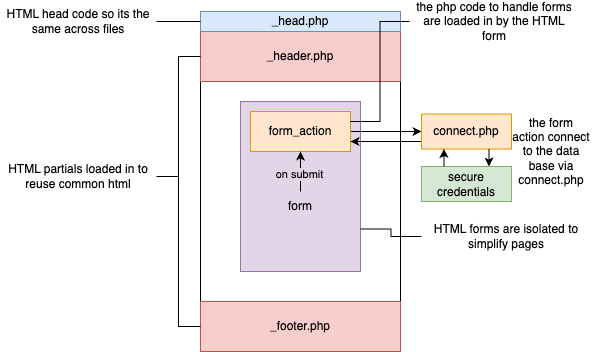 HTML head code so its the
same across files
_head.php
the php code to handle forms
are loaded in by the HTML
form
_header.php
form_action
connect.php
the form
action connect
to the data
base via
connect.php
on submit
form
secure
credentials
HTML partials loaded in to
reuse common html
HTML forms are isolated to
simplify pages
_footer.php